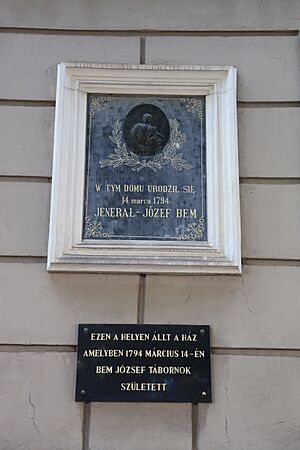 W TYM DOMU URODZIŁ SIĘ
14. marca 1794.
JENERAŁ - JÓZEF BEM
EZEN A HELYEN ÁLLT A HÁZ
AMELYBEN 1794 MÁRCIUS 14-ÉN
BEM JÓZSEF TÁBORNOK
SZÜLETETT